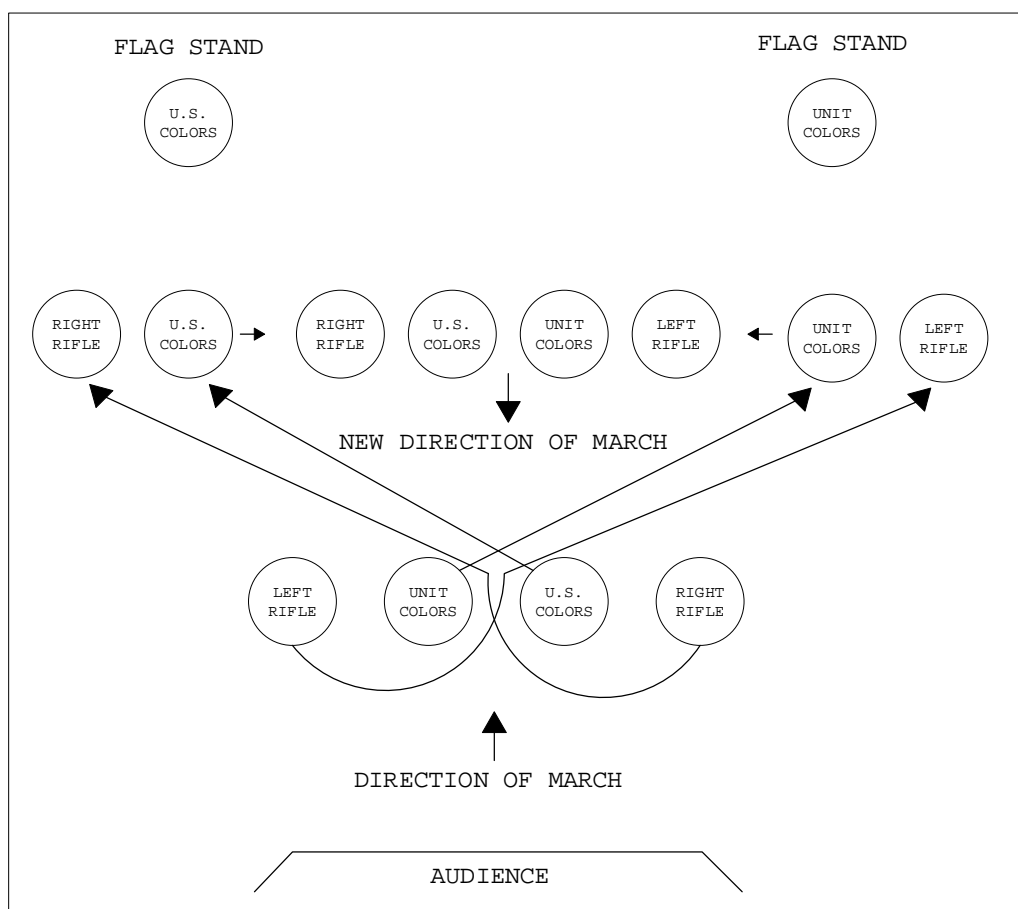 FLAG STAND
FLAG STAND
U.S.
COLORS
UNIT
COLORS
RIGHT
RIFLE
U.S.
COLORS
RIGHT
RIFLE
U.S.
COLORS
UNIT
COLORS
LEFT
RIFLE
UNIT
COLORS
LEFT
RIFLE
NEW DIRECTION OF MARCH
LEFT
RIFLE
UNIT
COLORS
U.S.
COLORS
RIGHT
RIFLE
DIRECTION OF MARCH
AUDIENCE